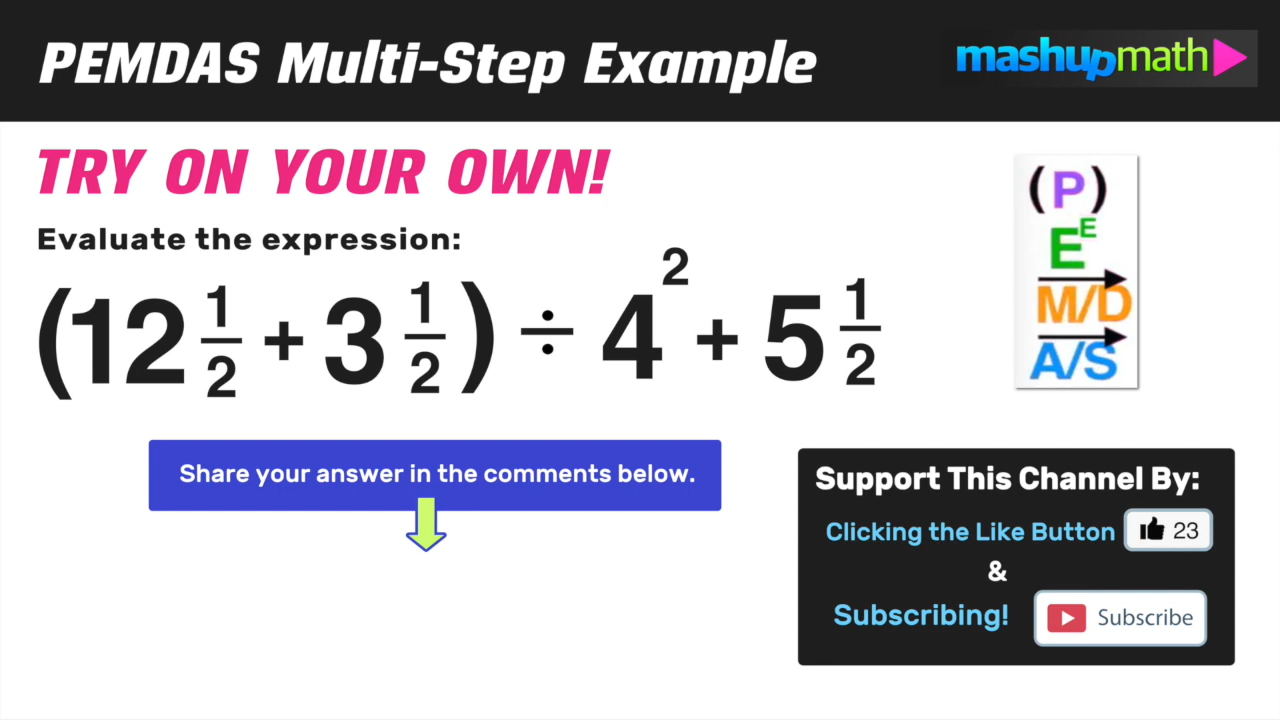 PEMDAS Multi-Step Example
mashupmath
TRY ON YOUR OWN!
Evaluate the expression:
(12 1/2 + 3 1/2) ÷ 4² + 5 1/2
(P)
E^E
M/D
A/S
Share your answer in the comments below.
Support This Channel By:
Clicking the Like Button 23
&
Subscribing! Subscribe